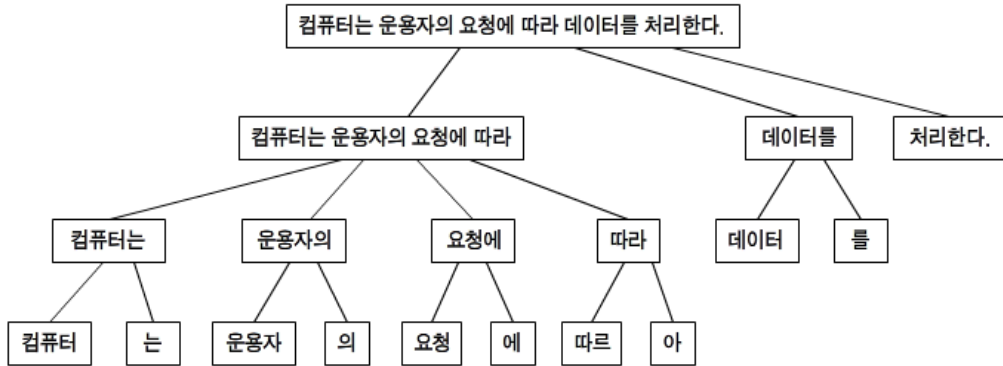 컴퓨터는 운용자의 요청에 따라 데이터를 처리한다.
컴퓨터는 운용자의 요청에 따라
데이터를
처리한다.
컴퓨터는
운용자의
요청에
따라
데이터
를
컴퓨터
는
운용자
의
요청
에
따르
아